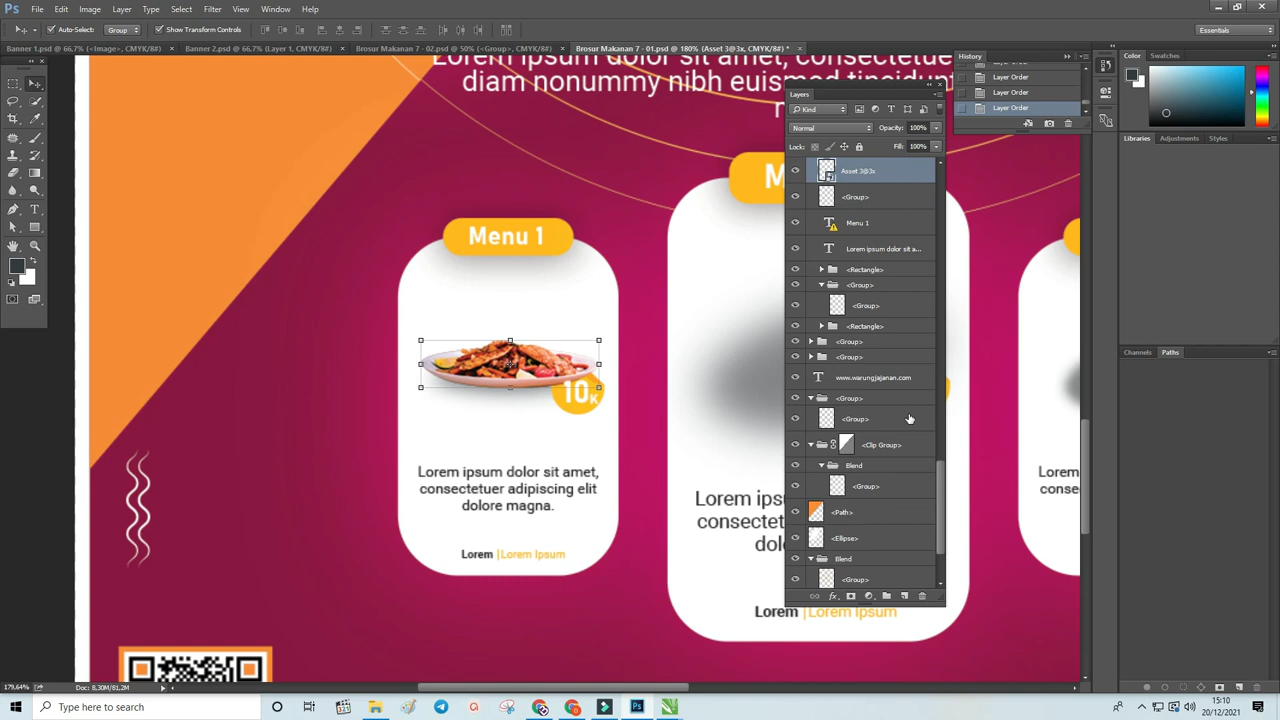 Ps File Edit Image Layer Type Select Filter 3D View Window Help
Auto-Select: Group Show Transform Controls Essentials
Banner 1.psd @ 66,7% (<Image>, CMYK/8#) × Banner 2.psd @ 66,7% (Layer 1, CMYK/8#) × Brosur Makanan 7 - 02.psd @ 50% (<Group>, CMYK/8#) × Brosur Makanan 7 - 01.psd @ 180% (Asset 3@3x, CMYK/8#) * ×
History
Layer Order
Layer Order
Layer Order
Color Swatches
Libraries Adjustments Styles
Channels Paths
Layers
Kind
Normal Opacity: 100%
Lock: Fill: 100%
Asset 3@3x
<Group>
Menu 1
Lorem ipsum dolor sit a...
<Rectangle>
<Group>
<Group>
<Rectangle>
<Group>
<Group>
www.warungjajanan.com
<Group>
<Group>
<Clip Group>
Blend
<Group>
<Path>
<Ellipse>
Blend
<Group>
fx
Lorem ipsum dolor sit amet, consectetue
diam nonummy nibh euismod tincidunt
Menu 1
10K
Lorem ipsum dolor sit amet,
consectetuer adipiscing elit
dolore magna.
Lorem |Lorem Ipsum
M
Lorem ips
consectet
dol
Lorem |Lorem Ipsum
Lorem
conse
179,64% Doc: 8,30M/81,2M
Type here to search
15:10
20/12/2021